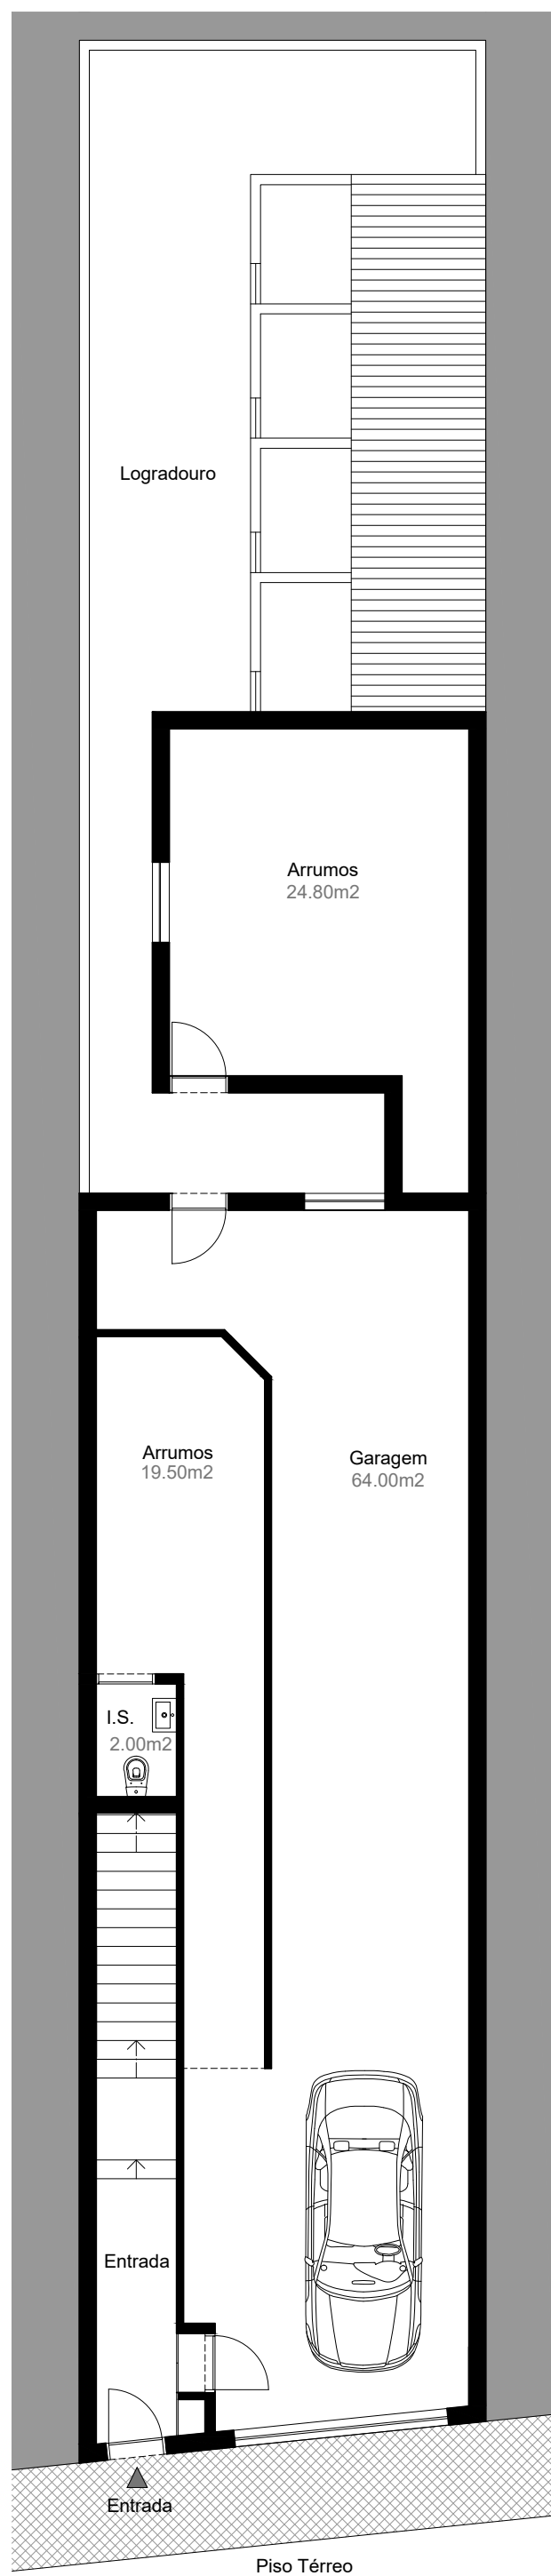 Logradouro
Arrumos
24.80m2
Arrumos
19.50m2
Garagem
64.00m2
I.S.
2.00m2
Entrada
Entrada
Piso Térreo